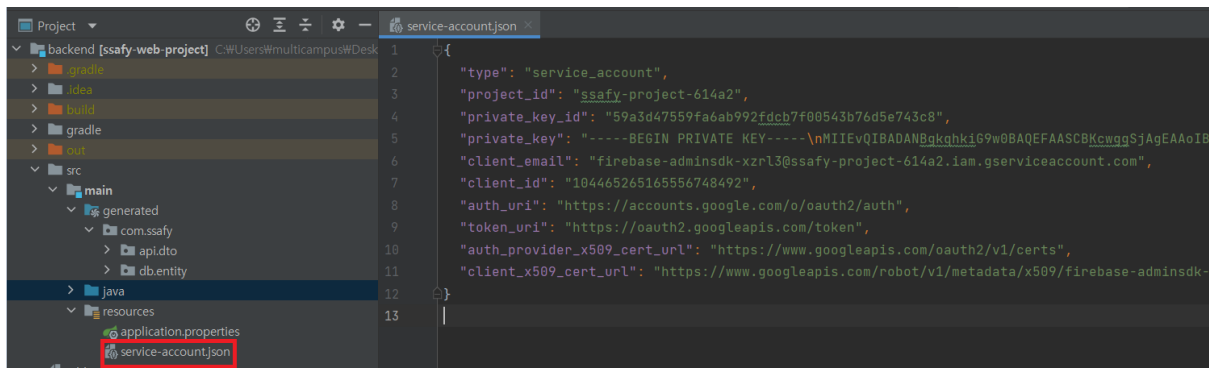 Project
service-account.json
backend [ssafy-web-project] C:₩Users₩multicampus₩Desk
.gradle
.idea
build
gradle
out
src
main
generated
com.ssafy
api.dto
db.entity
java
resources
application.properties
service-account.json
1 {
2 "type": "service_account",
3 "project_id": "ssafy-project-614a2",
4 "private_key_id": "59a3d47559fa6ab992fdcb7f00543b76d5e743c8",
5 "private_key": "-----BEGIN PRIVATE KEY-----\nMIIEvQIBADANBgkqhkiG9w0BAQEFAASCBKcwggSjAgEAAoIB
6 "client_email": "firebase-adminsdk-xzrl3@ssafy-project-614a2.iam.gserviceaccount.com",
7 "client_id": "104465265165556748492",
8 "auth_uri": "https://accounts.google.com/o/oauth2/auth",
9 "token_uri": "https://oauth2.googleapis.com/token",
10 "auth_provider_x509_cert_url": "https://www.googleapis.com/oauth2/v1/certs",
11 "client_x509_cert_url": "https://www.googleapis.com/robot/v1/metadata/x509/firebase-adminsdk-
12 }
13